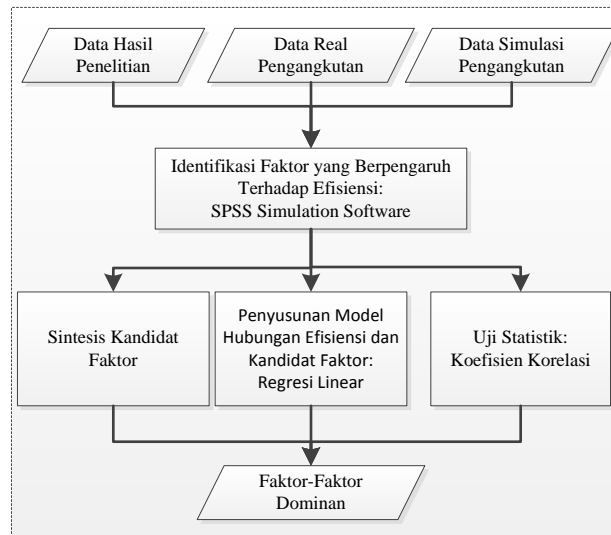 Data Hasil
Penelitian
Data Real
Pengangkutan
Data Simulasi
Pengangkutan
Identifikasi Faktor yang Berpengaruh
Terhadap Efisiensi:
SPSS Simulation Software
Sintesis Kandidat
Faktor
Penyusunan Model
Hubungan Efisiensi dan
Kandidat Faktor:
Regresi Linear
Uji Statistik:
Koefisien Korelasi
Faktor-Faktor
Dominan